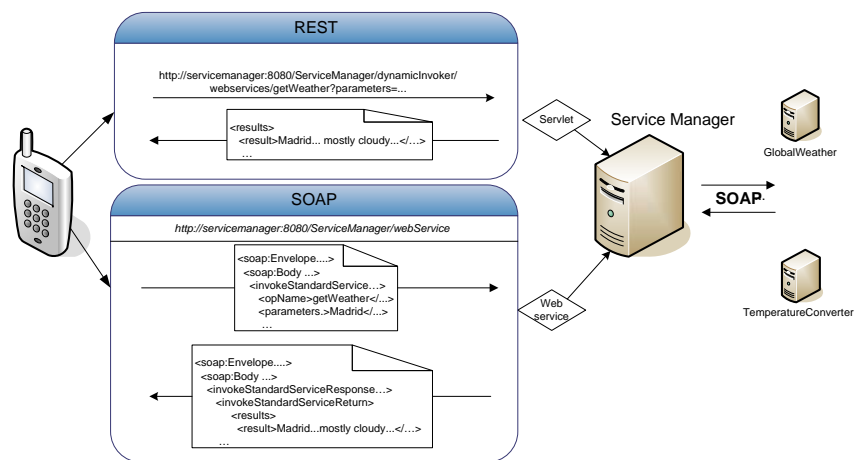 REST
http://servicemanager:8080/ServiceManager/dynamicInvoker/
webservices/getWeather?parameters=...
<results>
<result>Madrid... mostly cloudy...</...>
...
Servlet
Service Manager
GlobalWeather
SOAP.
TemperatureConverter
Web
service
SOAP
http://servicemanager:8080/ServiceManager/webService
<soap:Envelope....>
<soap:Body ...>
<invokeStandardService...>
<opName>getWeather</...>
<parameters.>Madrid</...>
...
<soap:Envelope....>
<soap:Body ...>
<invokeStandardServiceResponse...>
<invokeStandardServiceReturn>
<results>
<result>Madrid...mostly cloudy...</...>
...